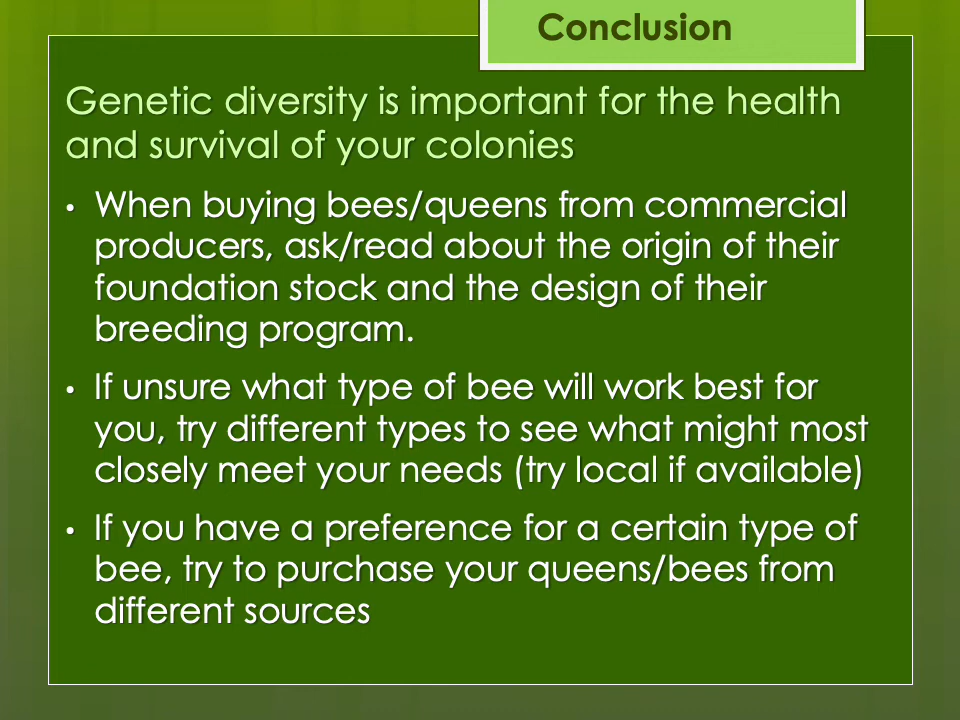 Conclusion
Genetic diversity is important for the health
and survival of your colonies
• When buying bees/queens from commercial
producers, ask/read about the origin of their
foundation stock and the design of their
breeding program.
• If unsure what type of bee will work best for
you, try different types to see what might most
closely meet your needs (try local if available)
• If you have a preference for a certain type of
bee, try to purchase your queens/bees from
different sources